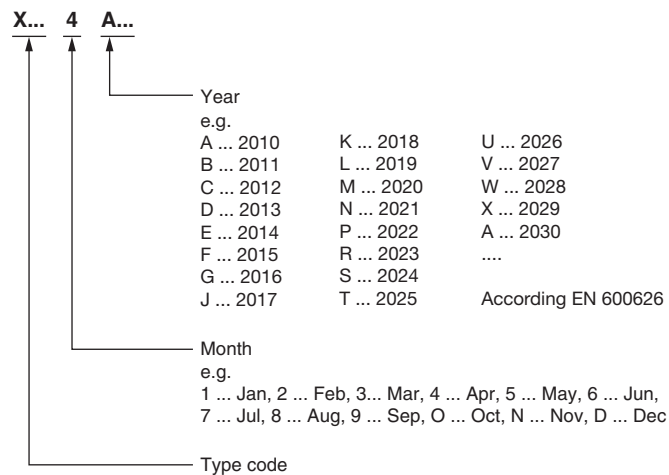 X... 4 A...
Year
e.g.
A ... 2010 K ... 2018 U ... 2026
B ... 2011 L ... 2019 V ... 2027
C ... 2012 M ... 2020 W ... 2028
D ... 2013 N ... 2021 X ... 2029
E ... 2014 P ... 2022 A ... 2030
F ... 2015 R ... 2023 ....
G ... 2016 S ... 2024
J ... 2017 T ... 2025 According EN 600626
Month
e.g.
1 ... Jan, 2 ... Feb, 3... Mar, 4 ... Apr, 5 ... May, 6 ... Jun,
7 ... Jul, 8 ... Aug, 9 ... Sep, O ... Oct, N ... Nov, D ... Dec
Type code